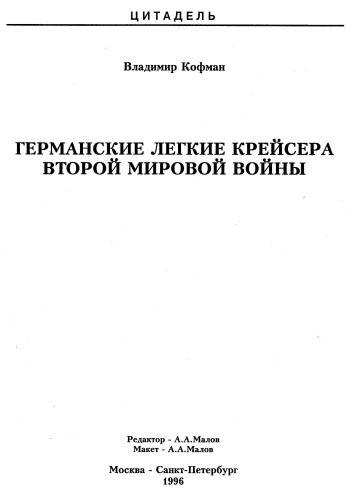 ЦИТАДЕЛЬ
Владимир Кофман
ГЕРМАНСКИЕ ЛЕГКИЕ КРЕЙСЕРА
ВТОРОЙ МИРОВОЙ ВОЙНЫ
Редактор - А.А.Малов
Макет - А.А.Малов
Москва - Санкт-Петербург
1996